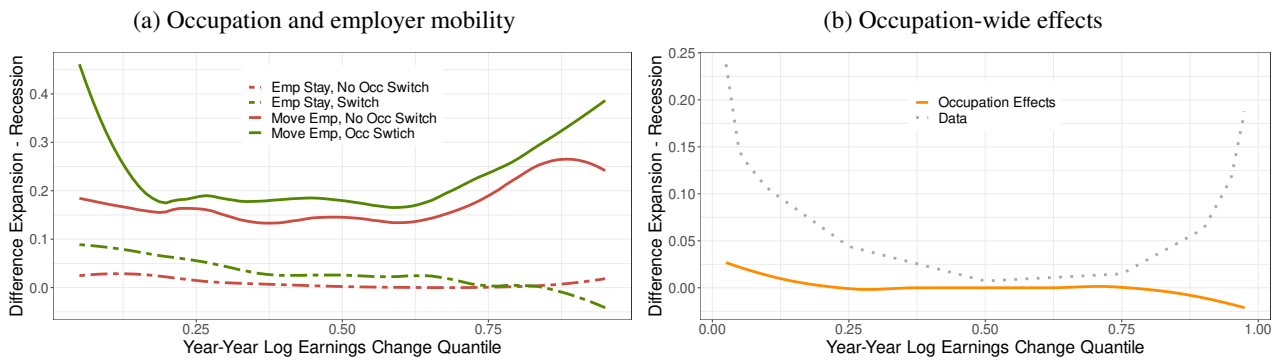 (a) Occupation and employer mobility
Difference Expansion - Recession
0.4
0.3
0.2
0.1
0.0
Emp Stay, No Occ Switch
Emp Stay, Switch
Move Emp, No Occ Switch
Move Emp, Occ Swtich
0.25 0.50 0.75
Year-Year Log Earnings Change Quantile
(b) Occupation-wide effects
Difference Expansion - Recession
0.25
0.20
0.15
0.10
0.05
0.00
Occupation Effects
Data
0.00 0.25 0.50 0.75 1.00
Year-Year Log Earnings Change Quantile